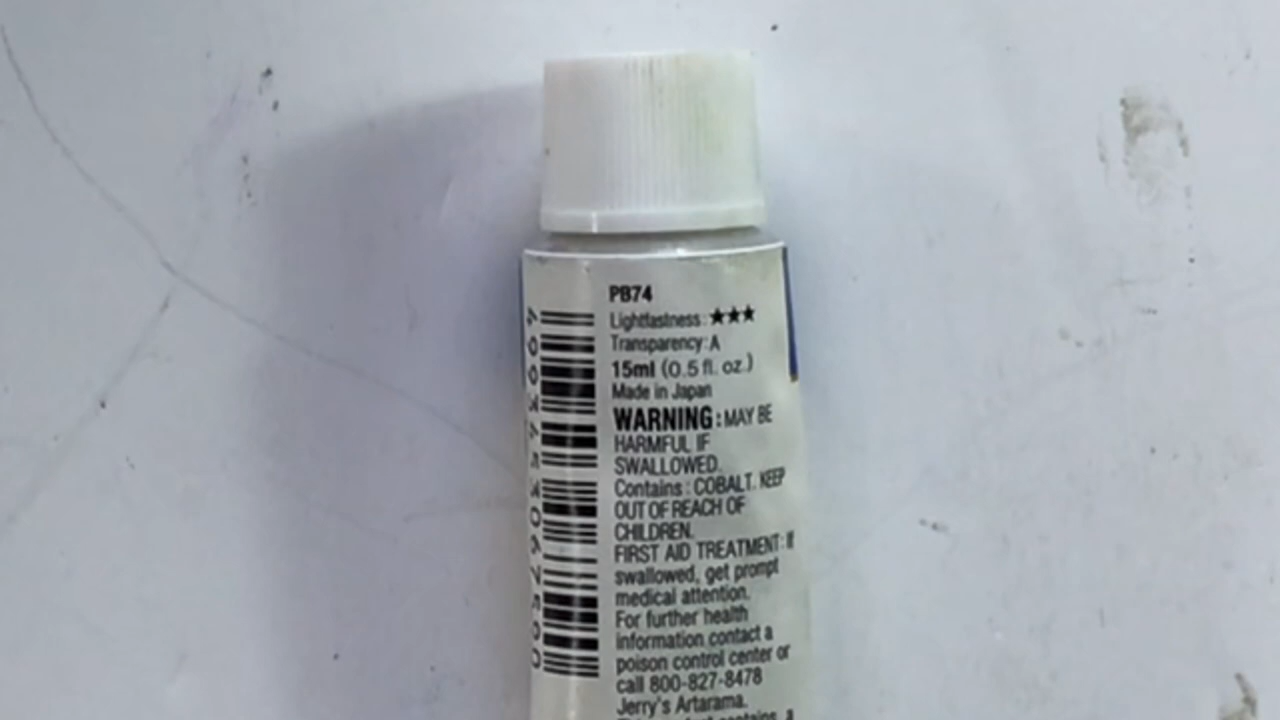 PB74
Lightfastness: ★★★
Transparency: A
15ml (0.5 fl. oz.)
Made in Japan
WARNING: MAY BE
HARMFUL IF
SWALLOWED.
Contains: COBALT. KEEP
OUT OF REACH OF
CHILDREN.
FIRST AID TREATMENT: If
swallowed, get prompt
medical attention.
For further health
information contact a
poison control center or
call 800-827-8478
Jerry's Artarama.
contains, a